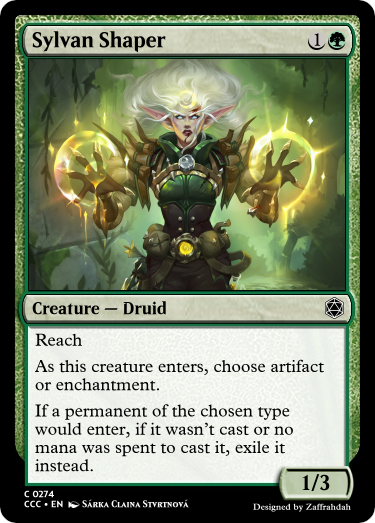 Sylvan Shaper 1
Creature — Druid
Reach
As this creature enters, choose artifact
or enchantment.
If a permanent of the chosen type
would enter, if it wasn't cast or no
mana was spent to cast it, exile it
instead.
1/3
C 0274
CCC • EN Sárka Claina Stvrtnová
Designed by Zaffrahdah